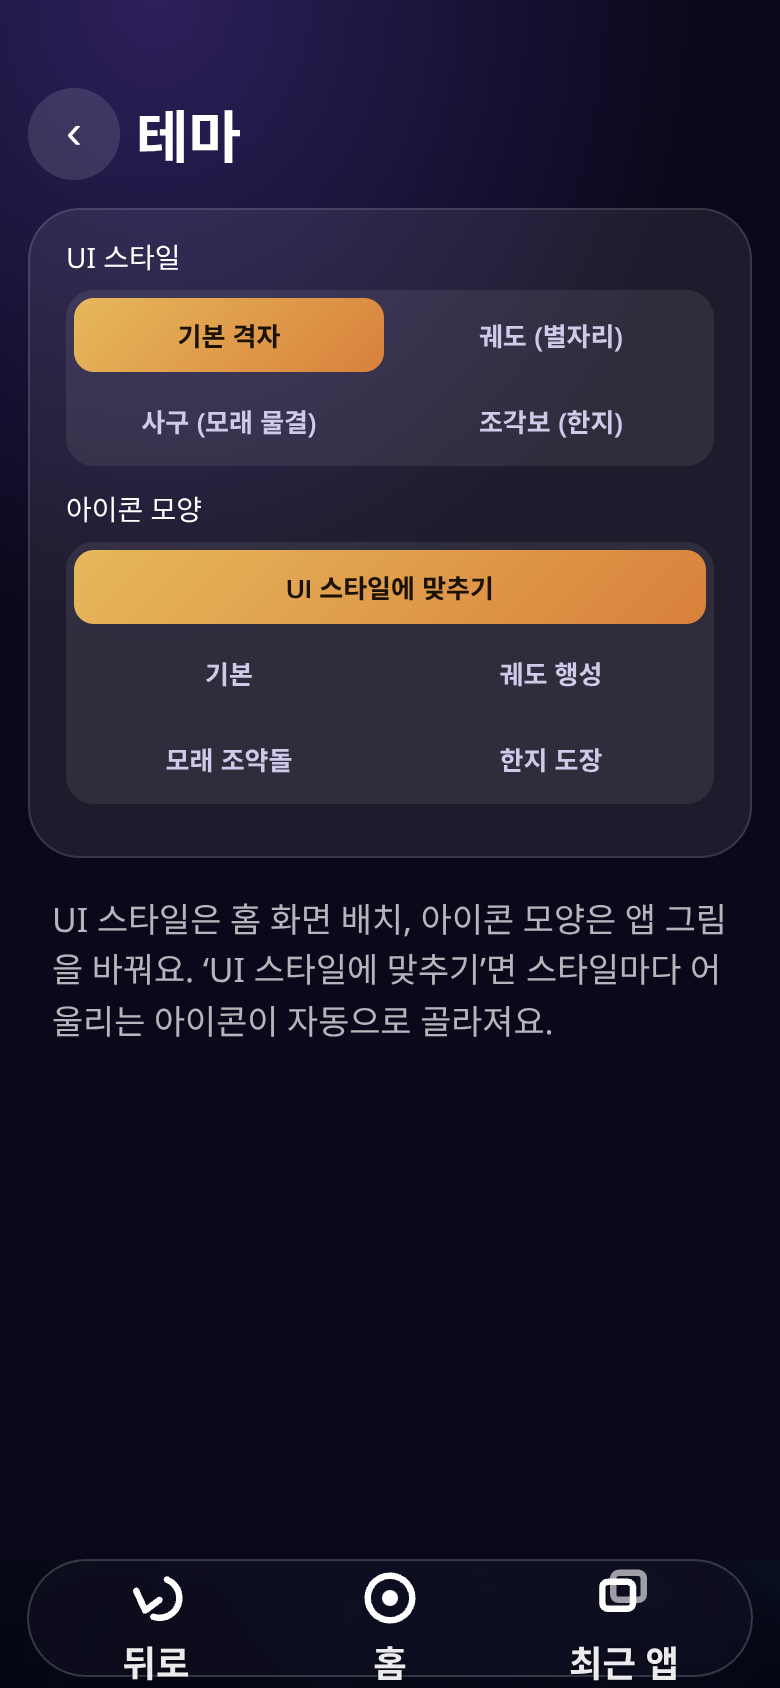 ‹ 테마
UI 스타일
기본 격자 궤도 (별자리)
사구 (모래 물결) 조각보 (한지)
아이콘 모양
UI 스타일에 맞추기
기본 궤도 행성
모래 조약돌 한지 도장
UI 스타일은 홈 화면 배치, 아이콘 모양은 앱 그림
을 바꿔요. ‘UI 스타일에 맞추기’면 스타일마다 어
울리는 아이콘이 자동으로 골라져요.
뒤로 홈 최근 앱